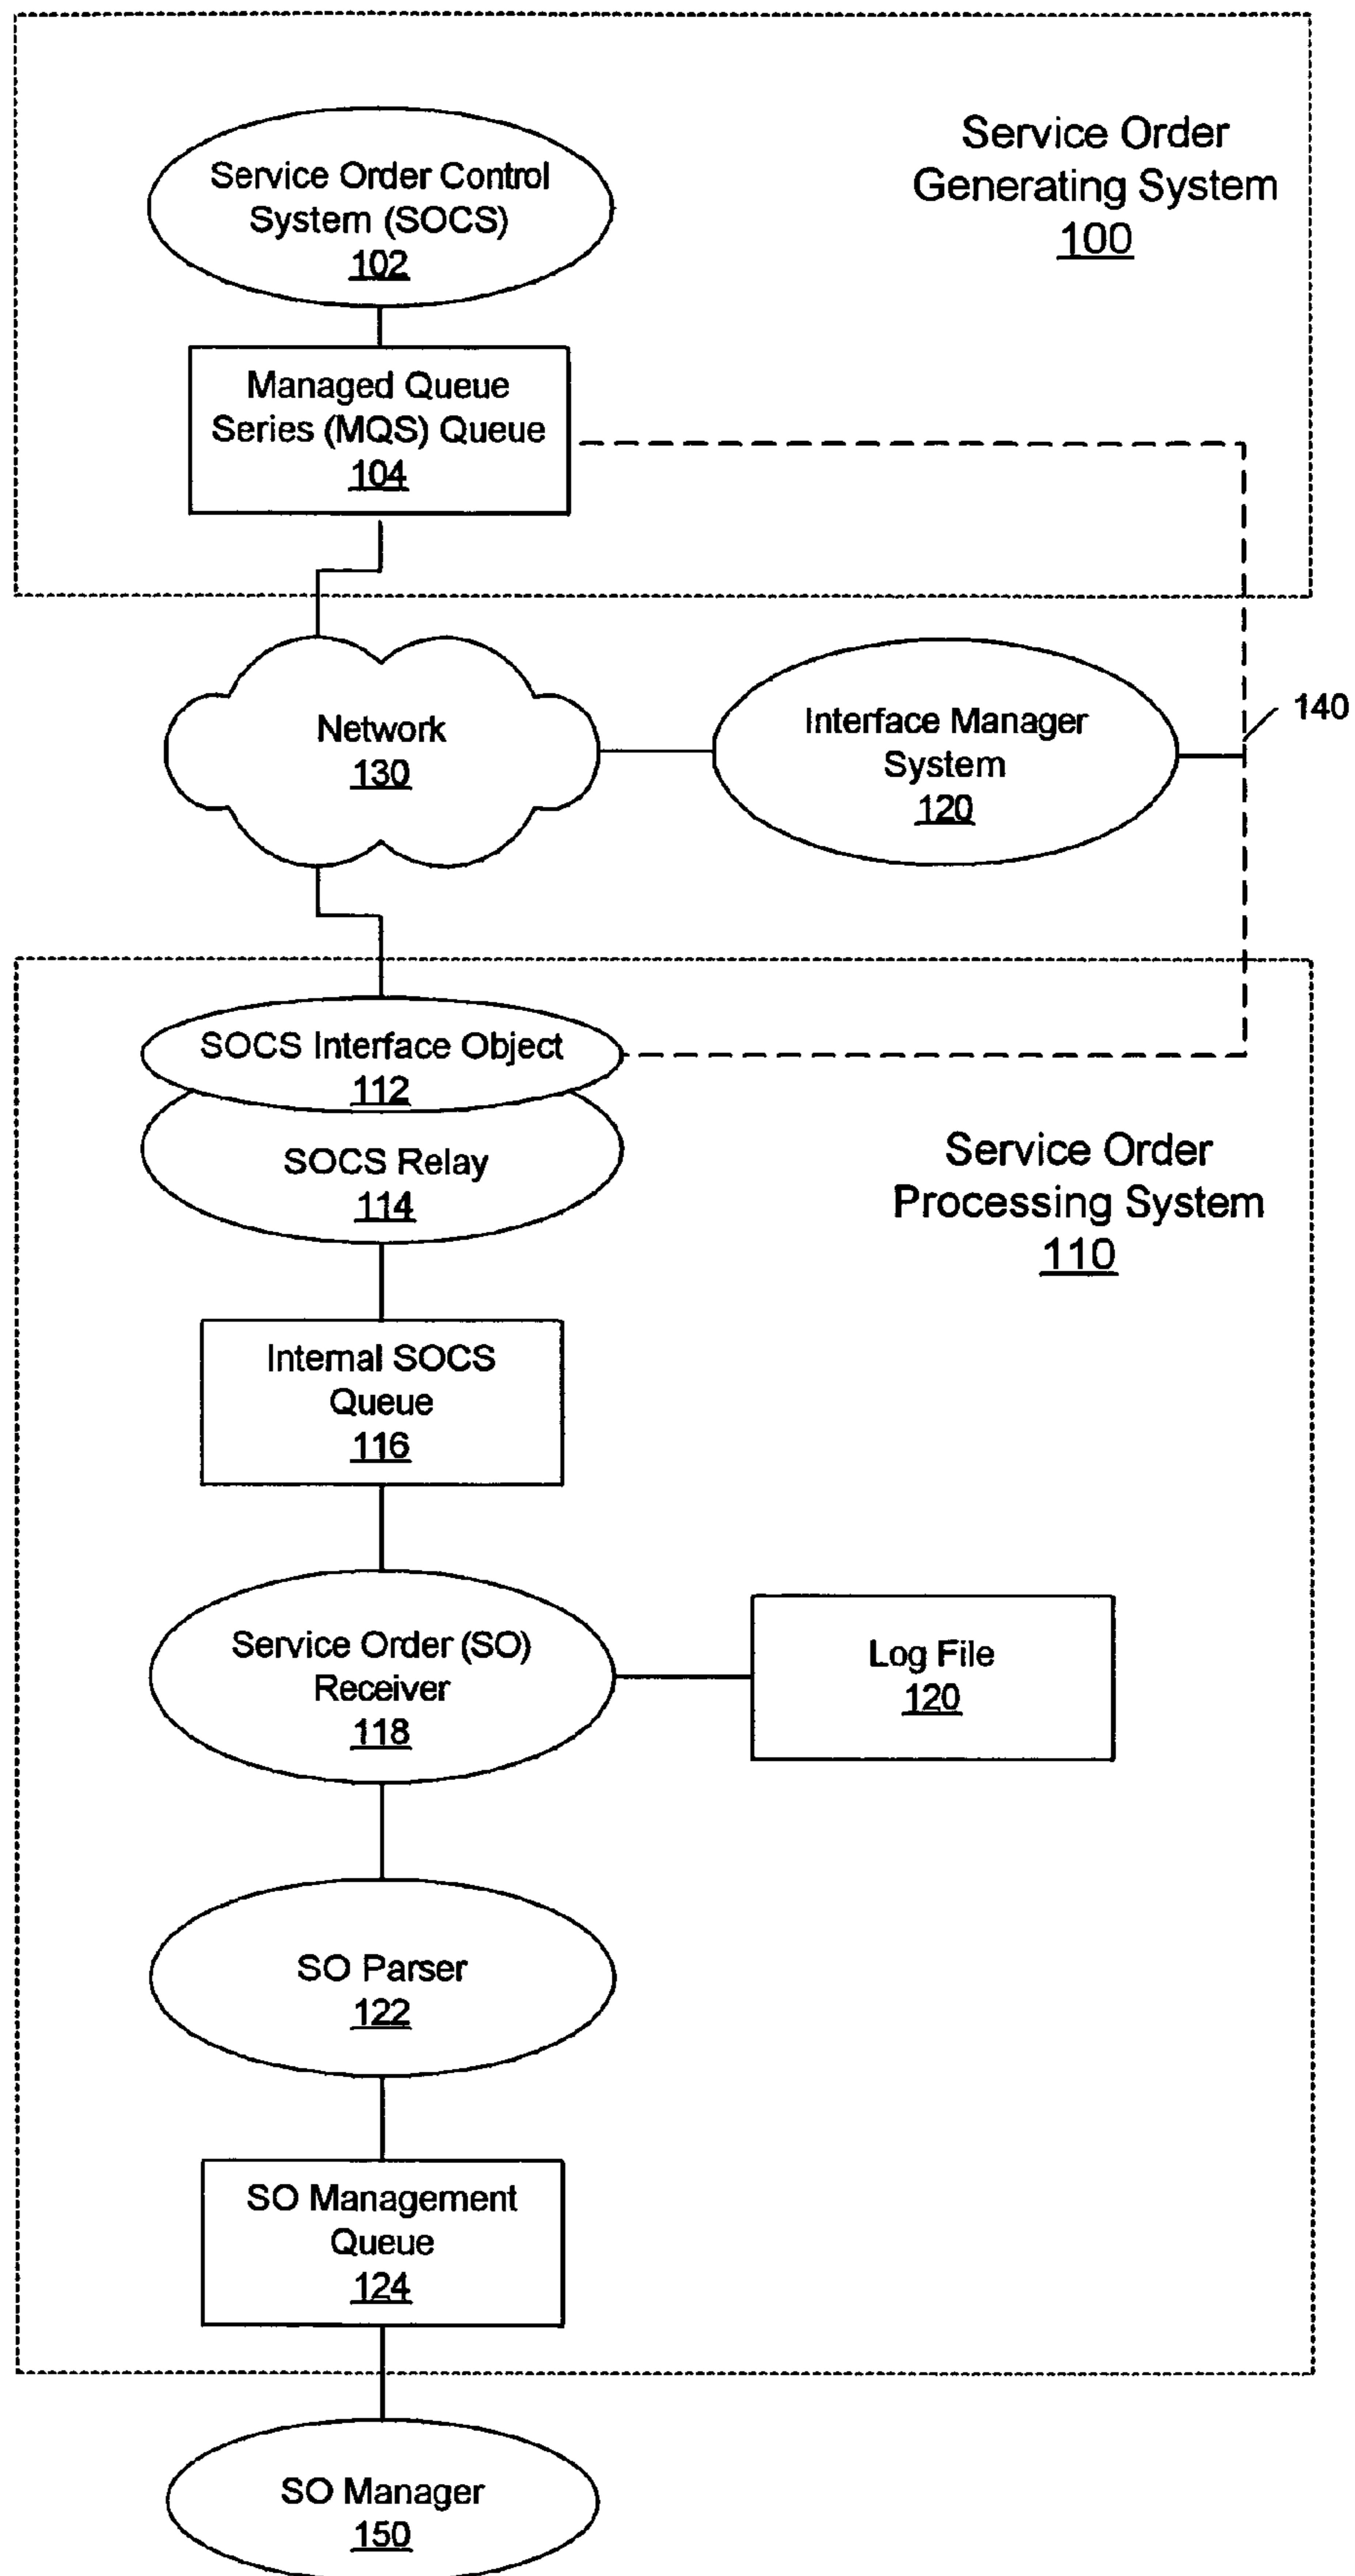 Service Order
Generating System
100
Service Order Control
System (SOCS)
102
Managed Queue
Series (MQS) Queue
104
Network
130
Interface Manager
System
120
140
SOCS Interface Object
112
SOCS Relay
114
Service Order
Processing System
110
Internal SOCS
Queue
116
Service Order (SO)
Receiver
118
Log File
120
SO Parser
122
SO Management
Queue
124
SO Manager
150